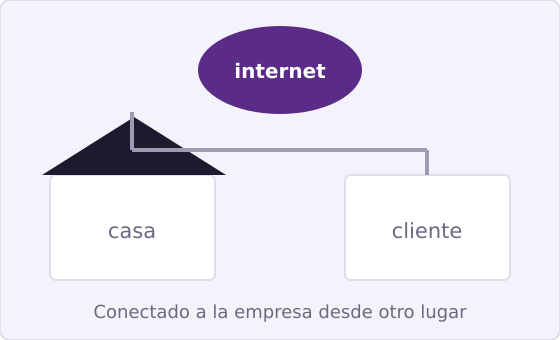 internet
casa
cliente
Conectado a la empresa desde otro lugar